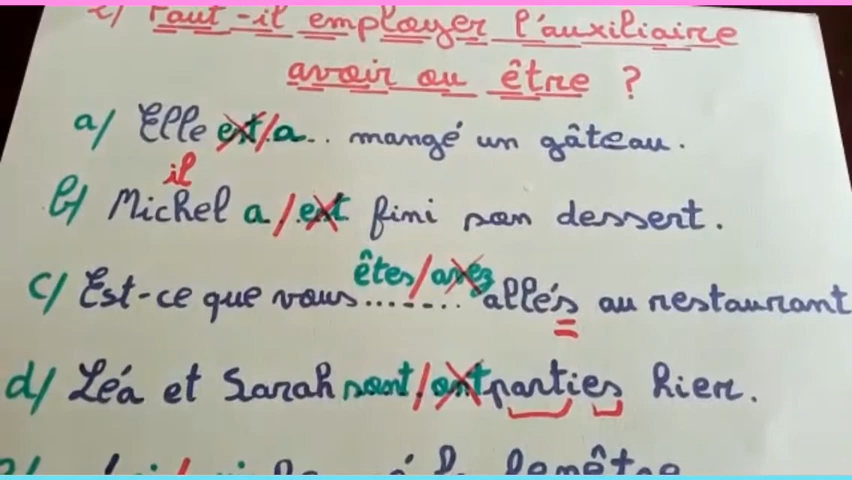 Faut-il employer l'auxiliaire
avoir ou être ?
a/ Elle est/a.. mangé un gâteau.
il
b/ Michel a/est fini son dessert.
êtes/avez
c/ Est-ce que vous....... allés au restaurant
d/ Léa et Sarah sont/ont parties hier.